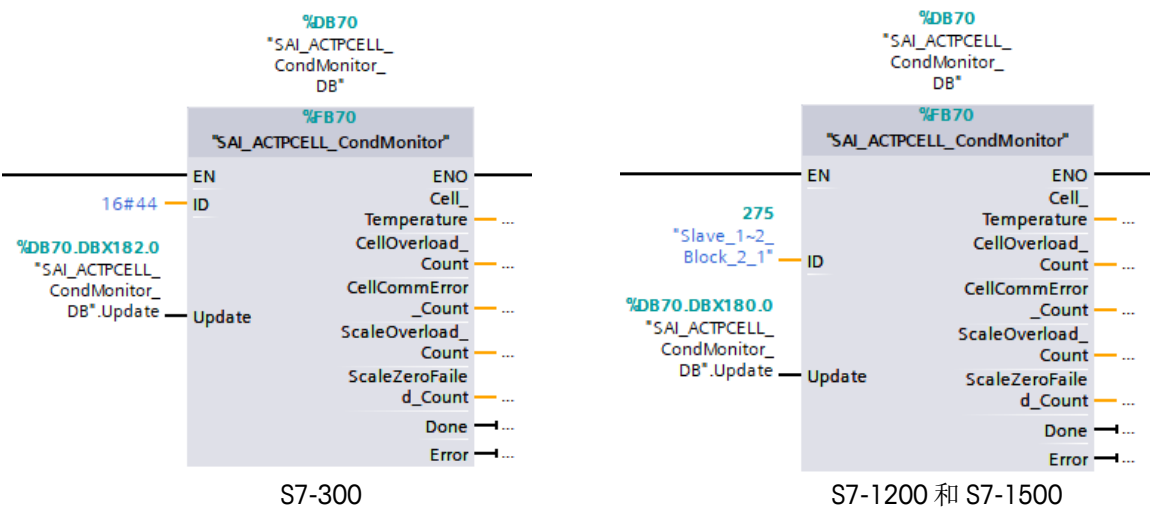 %DB70
"SAI_ACTPCELL_
CondMonitor_
DB"
%FB70
"SAI_ACTPCELL_CondMonitor"
EN
ENO
16#44
ID
Cell_
Temperature
...
%DB70.DBX182.0
"SAI_ACTPCELL_
CondMonitor_
DB".Update
Update
CellOverload_
Count
...
CellCommError
_Count
...
ScaleOverload_
Count
...
ScaleZeroFaile
d_Count
...
Done
...
Error
...
S7-300
%DB70
"SAI_ACTPCELL_
CondMonitor_
DB"
%FB70
"SAI_ACTPCELL_CondMonitor"
EN
ENO
275
"Slave_1~2_
Block_2_1"
ID
Cell_
Temperature
...
%DB70.DBX180.0
"SAI_ACTPCELL_
CondMonitor_
DB".Update
Update
CellOverload_
Count
...
CellCommError
_Count
...
ScaleOverload_
Count
...
ScaleZeroFaile
d_Count
...
Done
...
Error
...
S7-1200 和 S7-1500